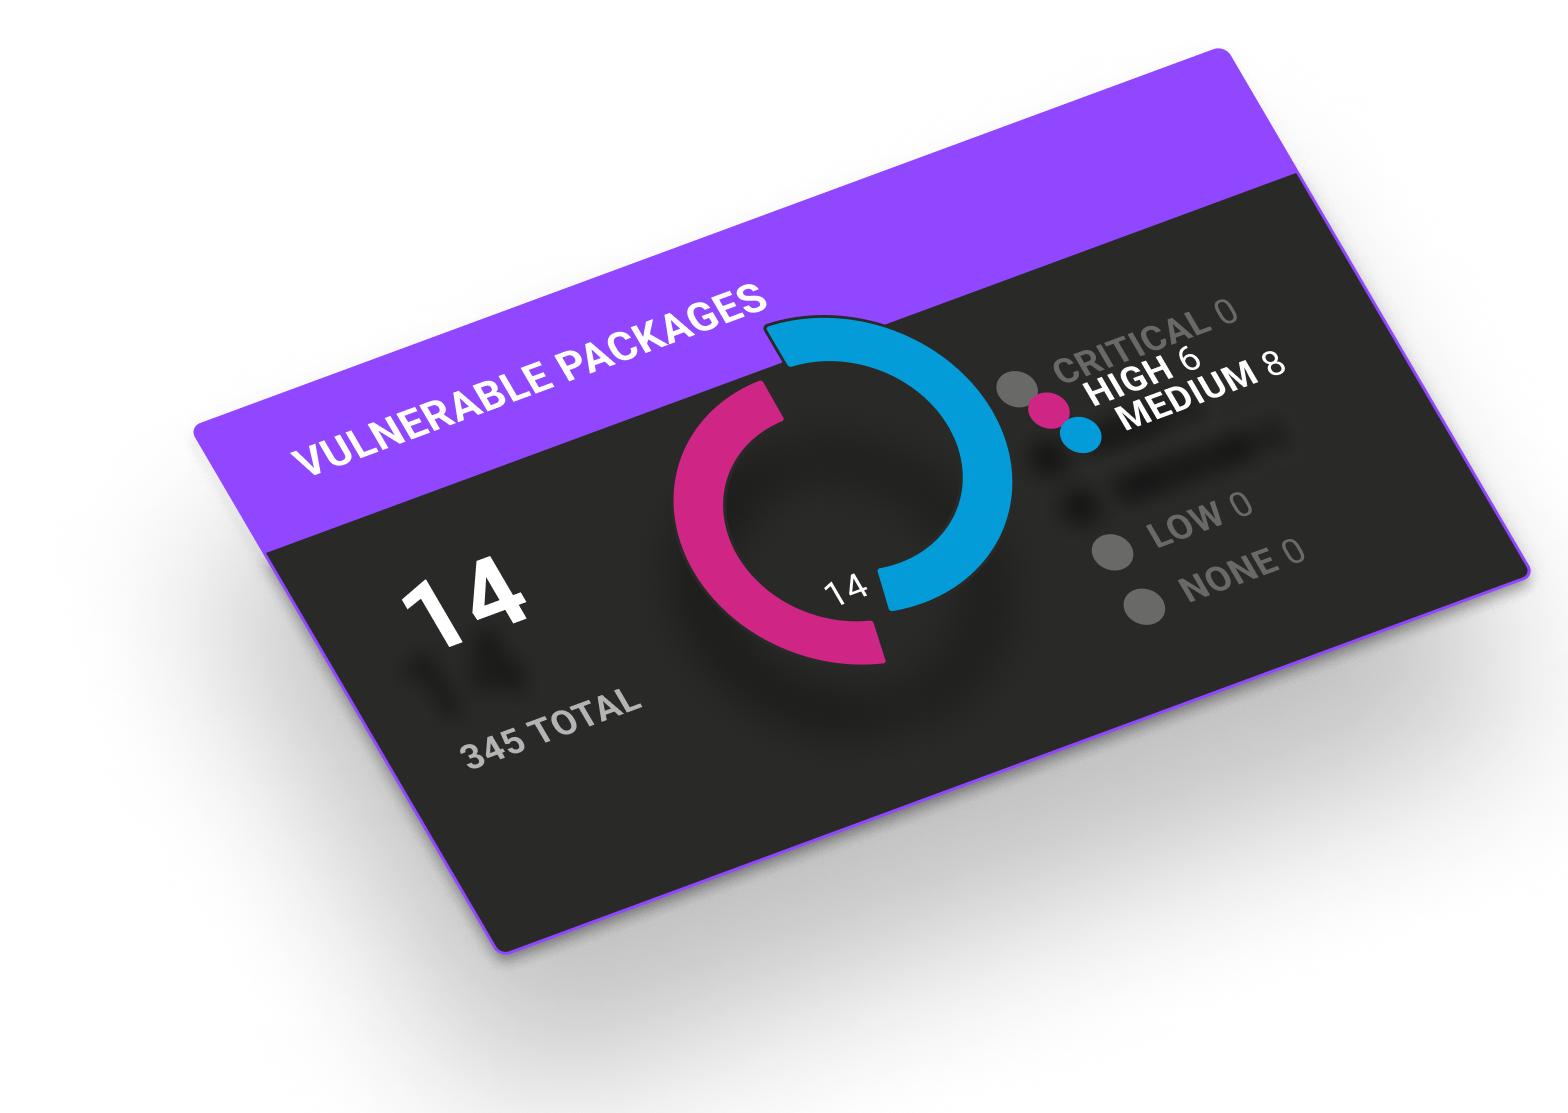 VULNERABLE PACKAGES
14
345 TOTAL
14
CRITICAL 0
HIGH 6
MEDIUM 8
LOW 0
NONE 0